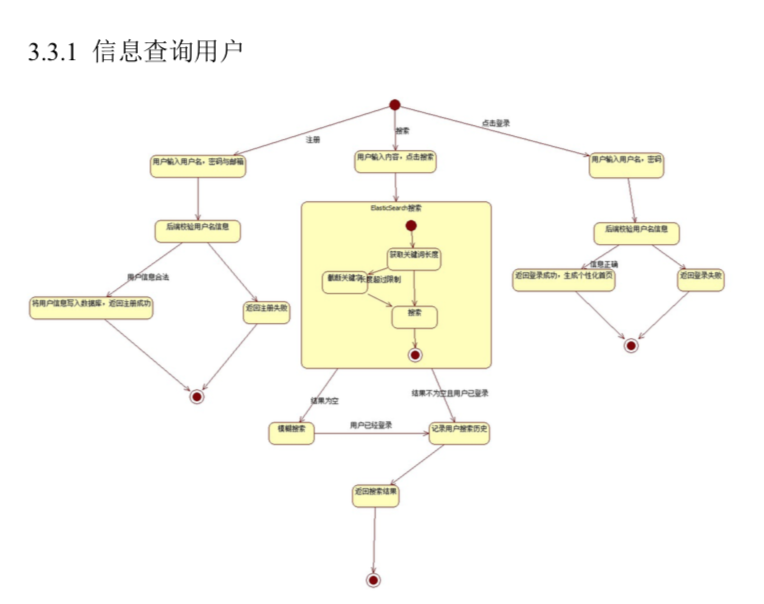 3.3.1 信息查询用户
注册
搜索
点击登录
用户输入用户名，密码与邮箱
用户输入内容，点击搜索
用户输入用户名，密码
ElasticSearch搜索
后端校验用户名信息
后端校验用户名信息
获取关键词长度
用户信息合法
截断关键字
长度超过限制
信息正确
返回登录成功，生成个性化首页
返回登录失败
将用户信息写入数据库，返回注册成功
返回注册失败
搜索
结果为空
结果不为空且用户已登录
模糊搜索
用户已经登录
记录用户搜索历史
返回搜索结果